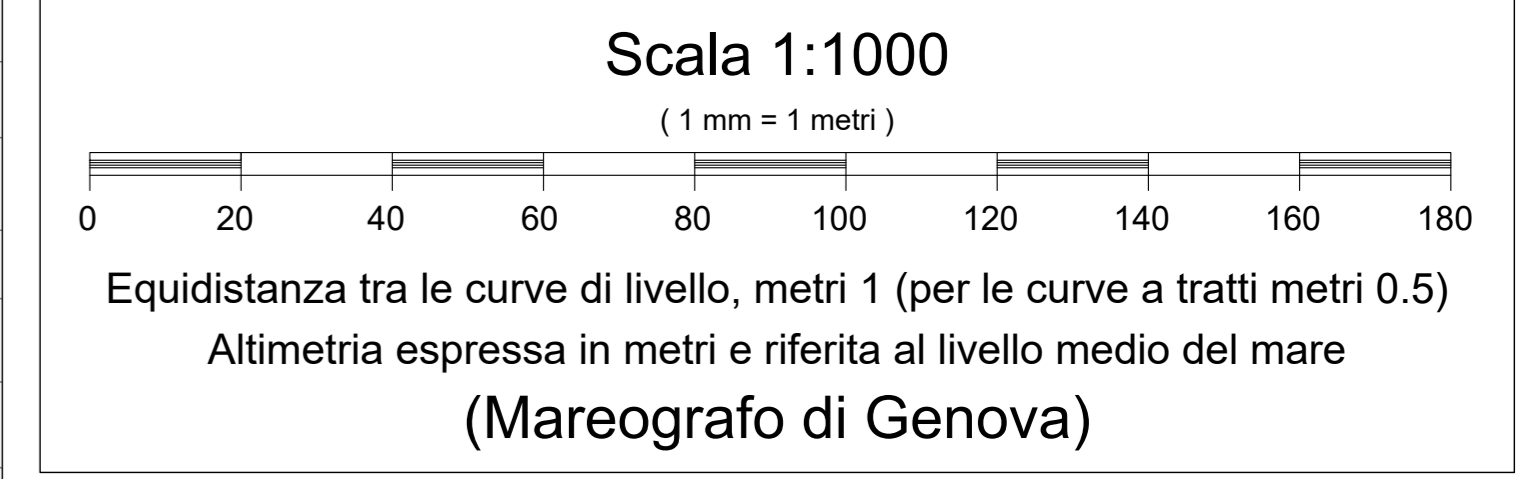 Scala 1:1000
( 1 mm = 1 metri )
0 20 40 60 80 100 120 140 160 180
Equidistanza tra le curve di livello, metri 1 (per le curve a tratti metri 0.5)
Altimetria espressa in metri e riferita al livello medio del mare
(Mareografo di Genova)